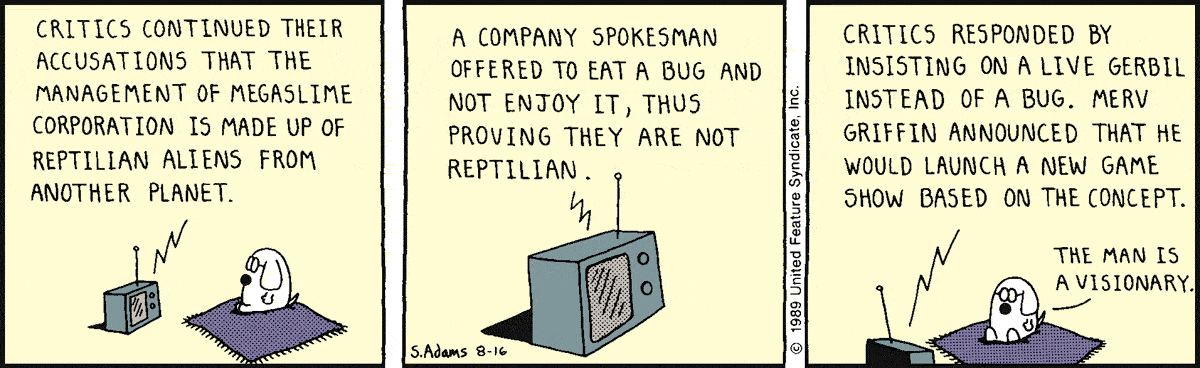 CRITICS CONTINUED THEIR
ACCUSATIONS THAT THE
MANAGEMENT OF MEGASLIME
CORPORATION IS MADE UP OF
REPTILIAN ALIENS FROM
ANOTHER PLANET.
A COMPANY SPOKESMAN
OFFERED TO EAT A BUG AND
NOT ENJOY IT, THUS
PROVING THEY ARE NOT
REPTILIAN.
S.Adams 8-16
© 1989 United Feature Syndicate, Inc.
CRITICS RESPONDED BY
INSISTING ON A LIVE GERBIL
INSTEAD OF A BUG. MERV
GRIFFIN ANNOUNCED THAT HE
WOULD LAUNCH A NEW GAME
SHOW BASED ON THE CONCEPT.
THE MAN IS
A VISIONARY.